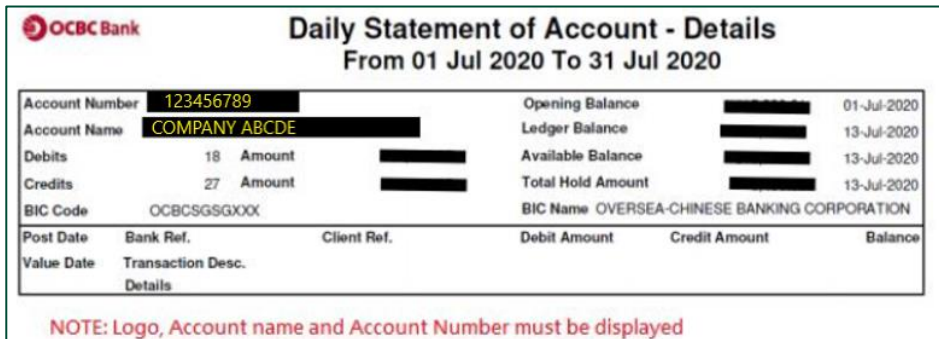 OCBC Bank
Daily Statement of Account - Details
From 01 Jul 2020 To 31 Jul 2020
Account Number 123456789 Opening Balance 01-Jul-2020
Account Name COMPANY ABCDE Ledger Balance 13-Jul-2020
Debits 18 Amount Available Balance 13-Jul-2020
Credits 27 Amount Total Hold Amount 13-Jul-2020
BIC Code OCBCSGSGXXX BIC Name OVERSEA-CHINESE BANKING CORPORATION
Post Date Bank Ref. Client Ref. Debit Amount Credit Amount Balance
Value Date Transaction Desc.
Details
NOTE: Logo, Account name and Account Number must be displayed